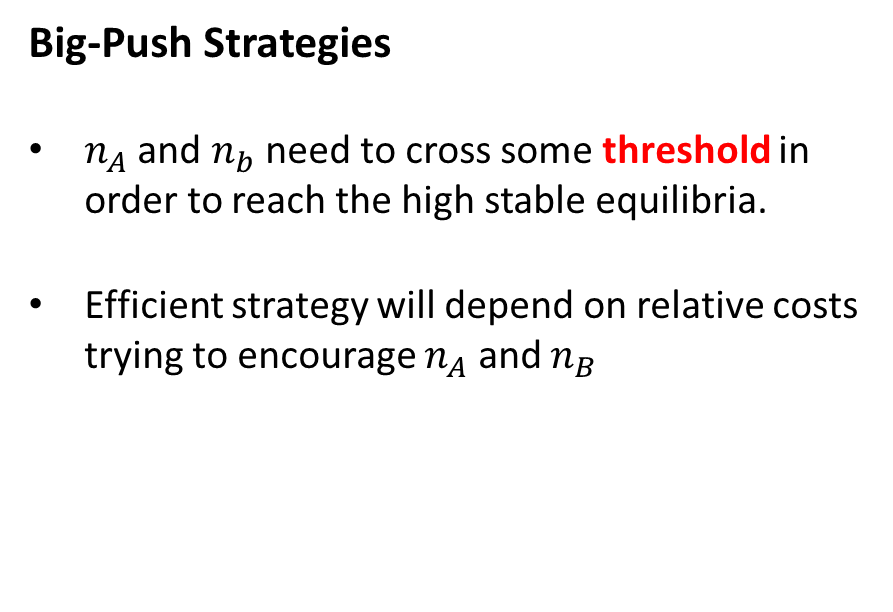 Big-Push Strategies
• n_A and n_b need to cross some threshold in
order to reach the high stable equilibria.
• Efficient strategy will depend on relative costs
trying to encourage n_A and n_B